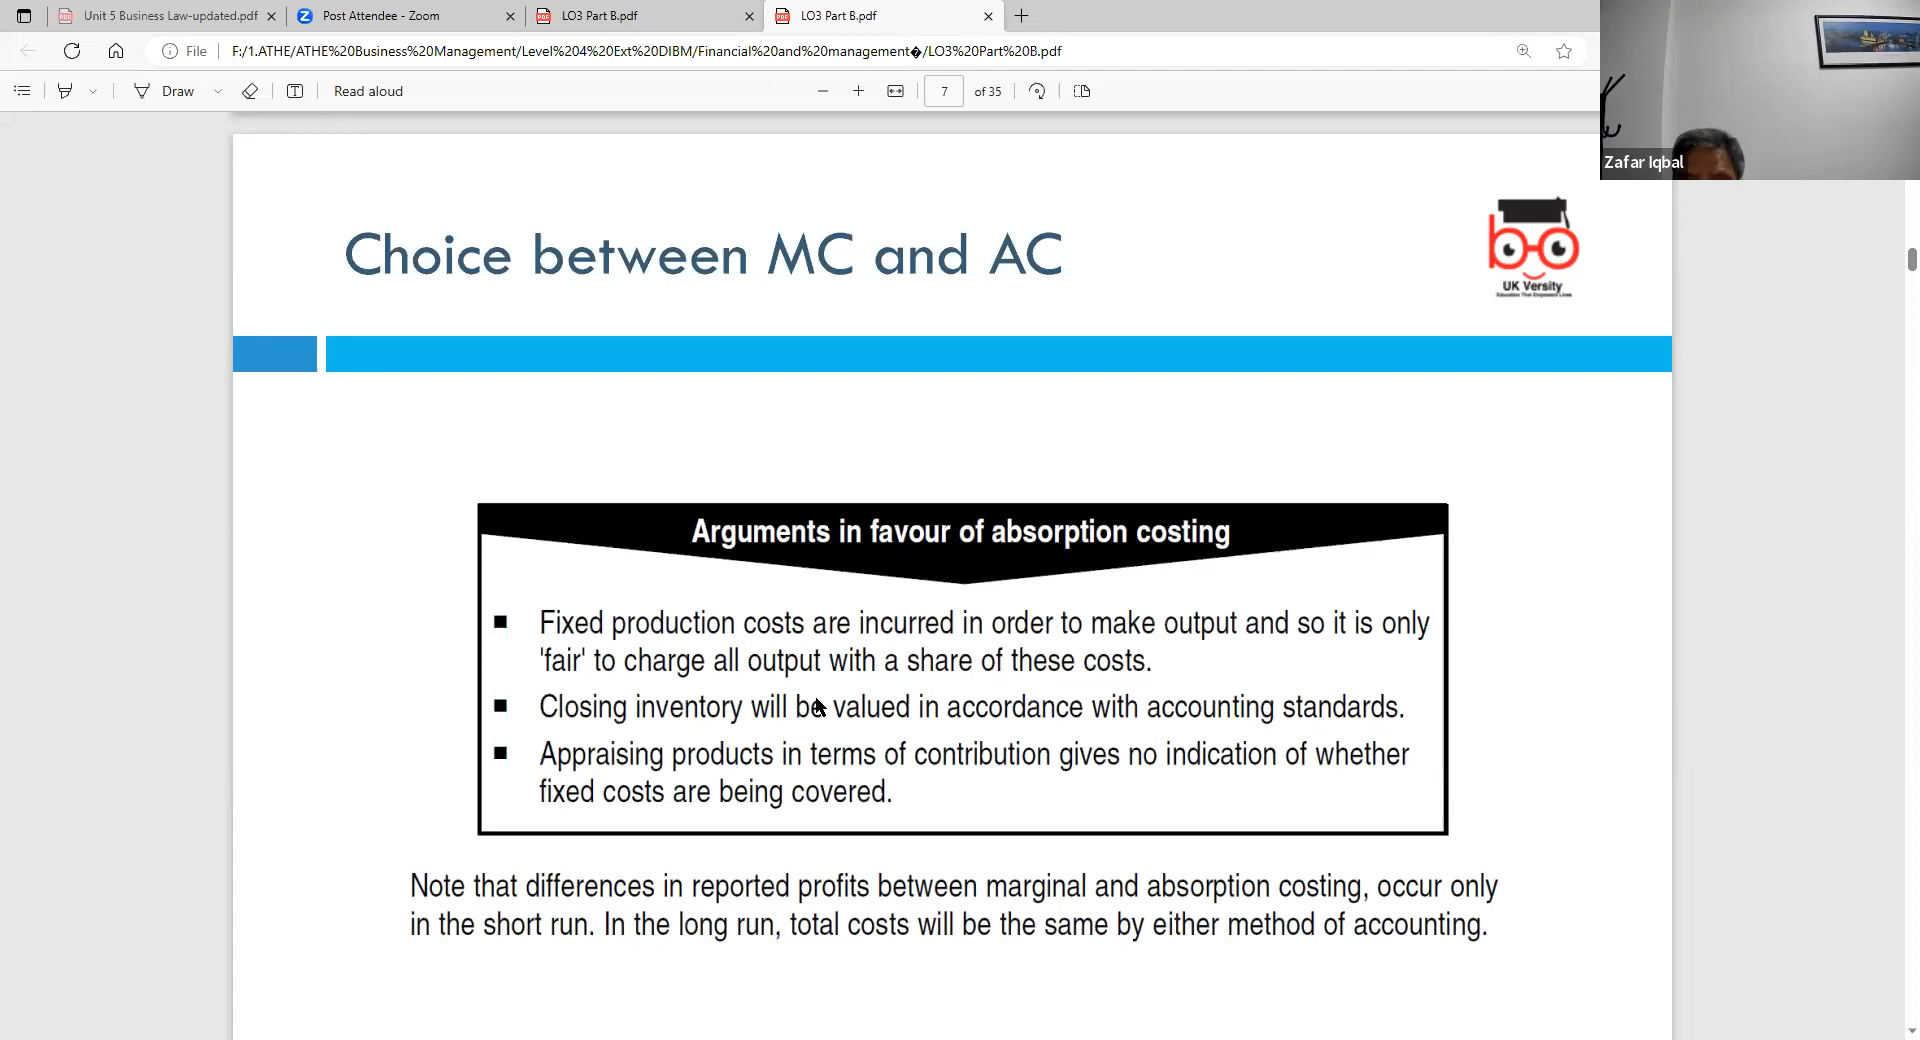 Unit 5 Business Law-updated.pdf
Post Attendee - Zoom
LO3 Part B.pdf
LO3 Part B.pdf
File
F:/1.ATHE/ATHE%20Business%20Management/Level%204%20Ext%20DIBM/Financial%20and%20management�/LO3%20Part%20B.pdf
Draw
Read aloud
7 of 35
Zafar Iqbal
Choice between MC and AC
UK Versity
Education That Empowers Lives
Arguments in favour of absorption costing
■ Fixed production costs are incurred in order to make output and so it is only
'fair' to charge all output with a share of these costs.
■ Closing inventory will be valued in accordance with accounting standards.
■ Appraising products in terms of contribution gives no indication of whether
fixed costs are being covered.
Note that differences in reported profits between marginal and absorption costing, occur only
in the short run. In the long run, total costs will be the same by either method of accounting.